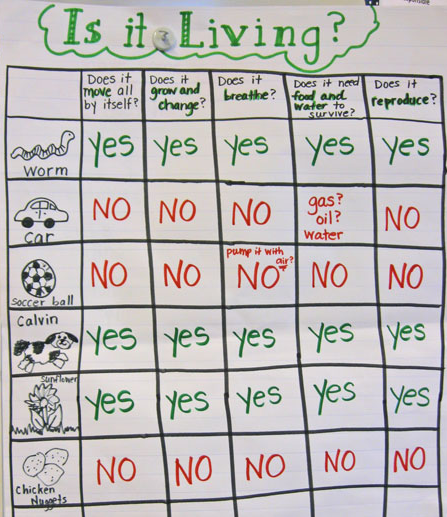 Is it Living?
Does it
move all
by itself?
Does it
grow and
change?
Does it
breathe?
Does it need
food and
water to
survive?
Does it
reproduce?
worm
yes yes yes yes yes
car
NO NO NO gas? oil? water NO
soccer ball
NO NO pump it with air? NO NO NO
Calvin
yes yes yes yes yes
Sunflower
yes yes yes yes yes
Chicken
Nuggets
NO NO NO NO NO